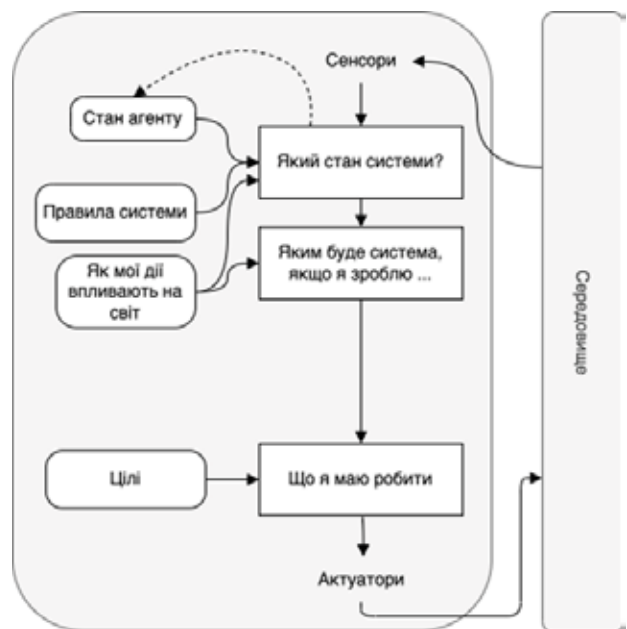 Сенсори
Стан агенту
Який стан системи?
Правила системи
Яким буде система,
якщо я зроблю ...
Як мої дії
впливають на
світ
Середовище
Цілі
Що я маю робити
Актуатори